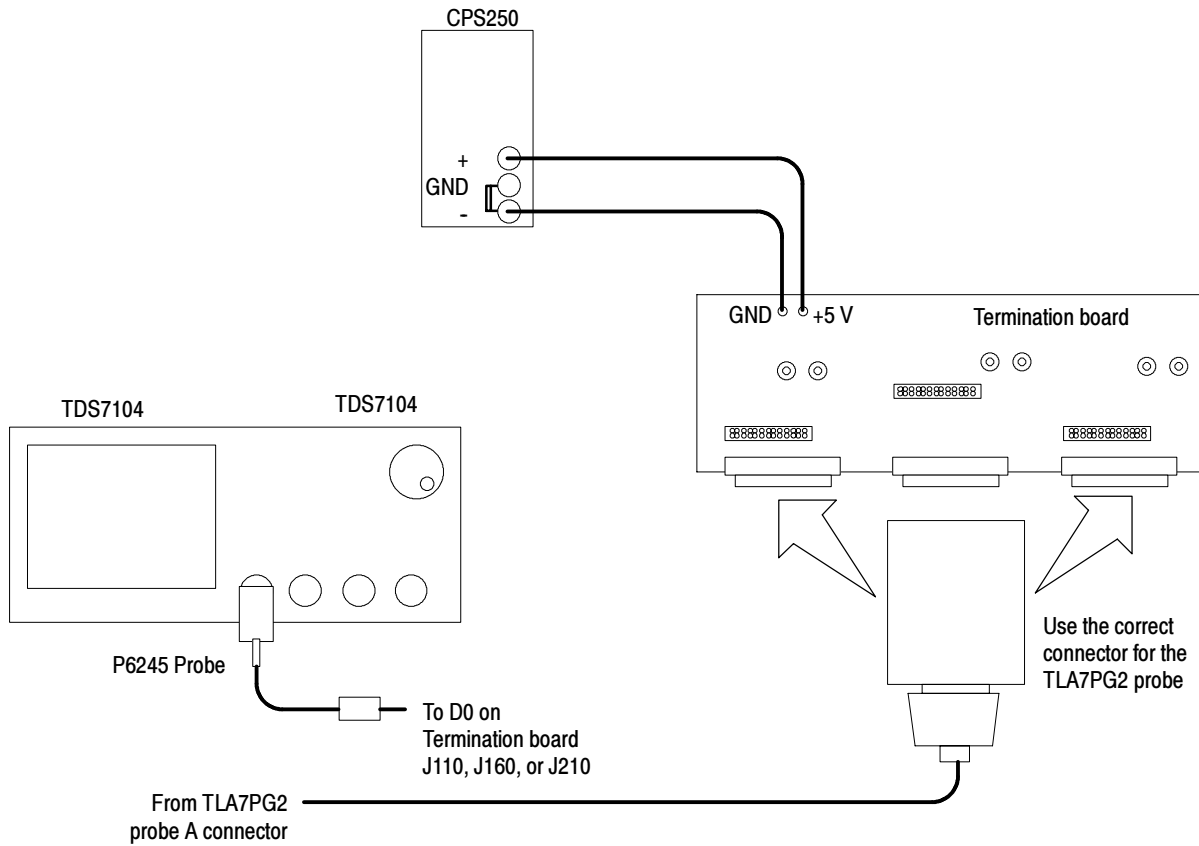 CPS250
+
GND
-
GND
+5 V
Termination board
TDS7104
TDS7104
P6245 Probe
To D0 on
Termination board
J110, J160, or J210
Use the correct
connector for the
TLA7PG2 probe
From TLA7PG2
probe A connector